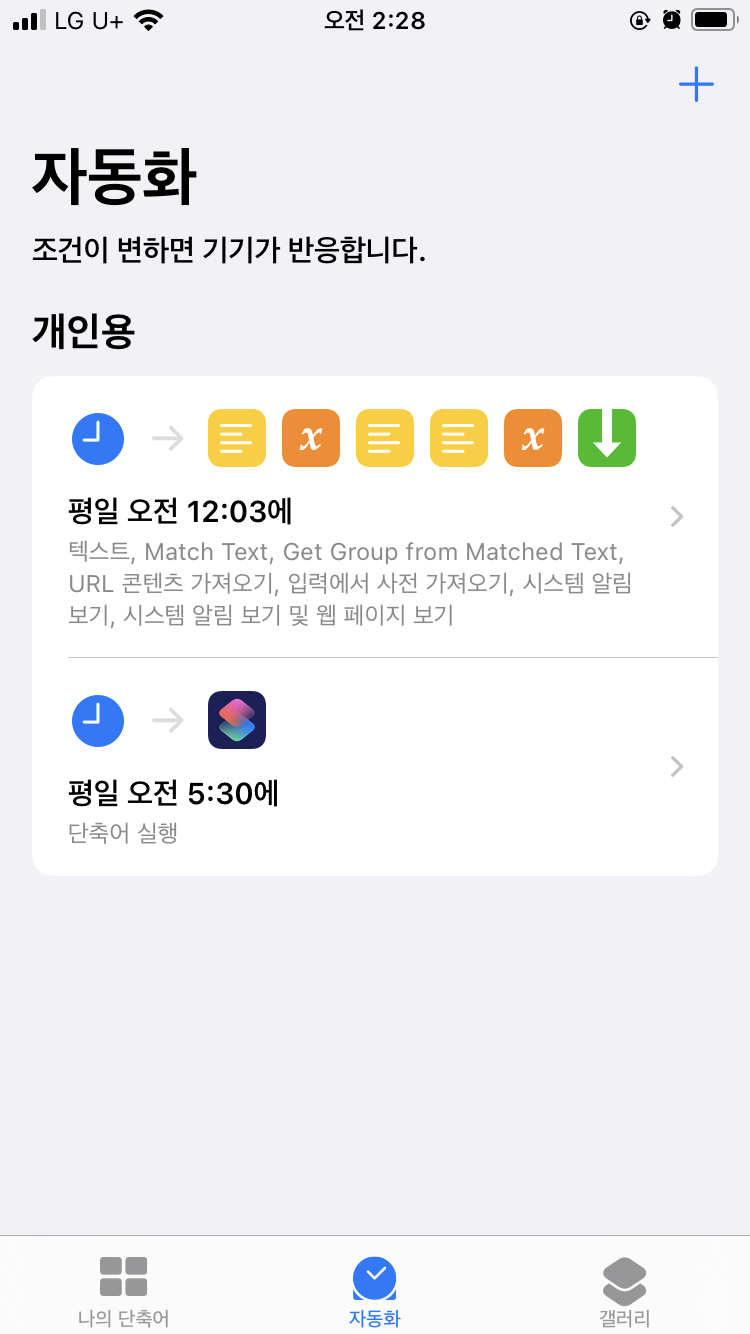 LG U+ 오전 2:28
자동화
조건이 변하면 기기가 반응합니다.
개인용
평일 오전 12:03에
텍스트, Match Text, Get Group from Matched Text,
URL 콘텐츠 가져오기, 입력에서 사전 가져오기, 시스템 알림
보기, 시스템 알림 보기 및 웹 페이지 보기
평일 오전 5:30에
단축어 실행
나의 단축어 자동화 갤러리